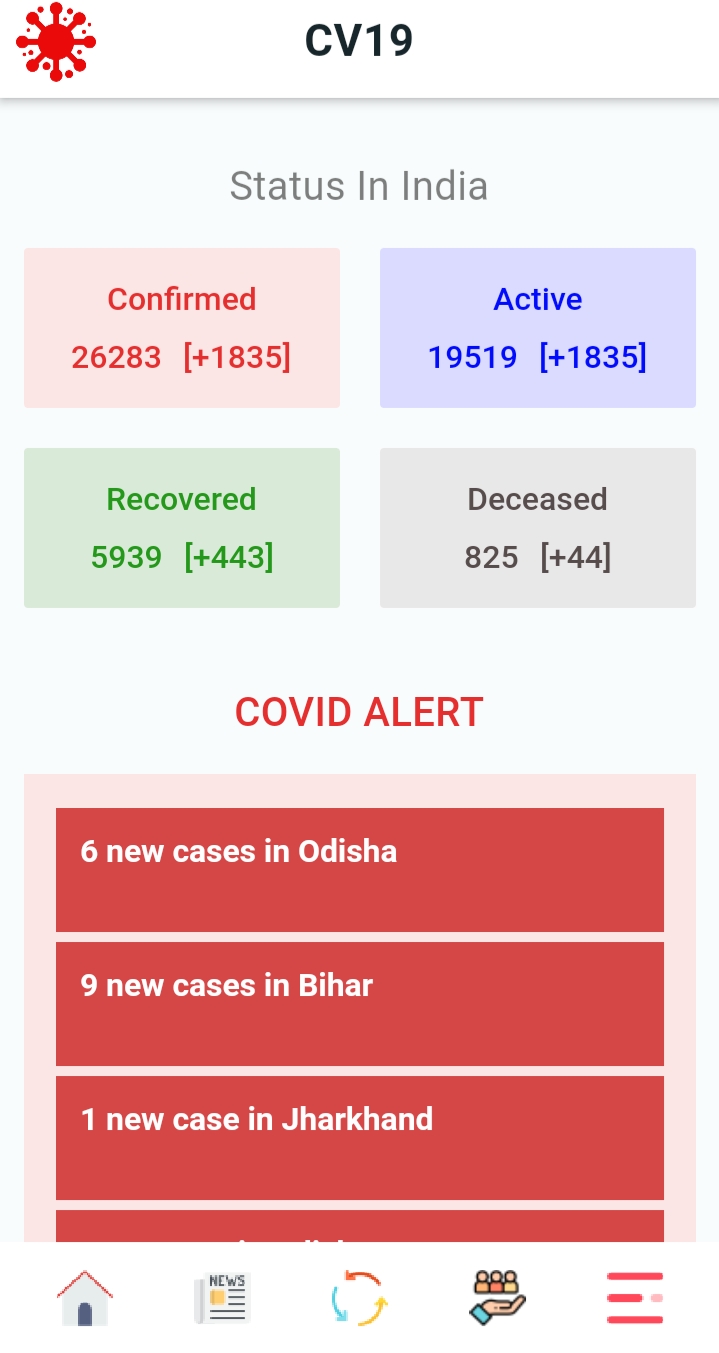 CV19
Status In India
Confirmed
26283 [+1835]
Active
19519 [+1835]
Recovered
5939 [+443]
Deceased
825 [+44]
COVID ALERT
6 new cases in Odisha
9 new cases in Bihar
1 new case in Jharkhand
NEWS